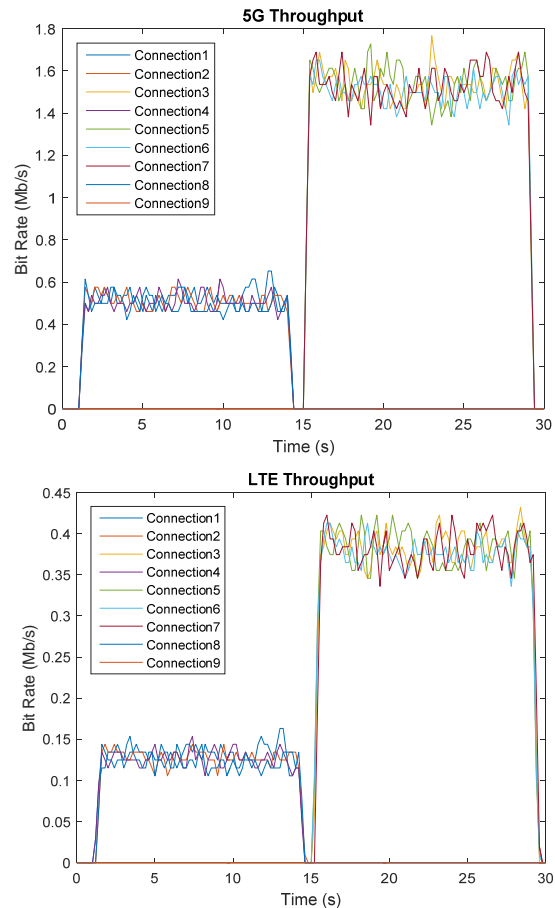 5G Throughput
1.8
1.6
1.4
1.2
1
0.8
0.6
0.4
0.2
0
Bit Rate (Mb/s)
Connection1
Connection2
Connection3
Connection4
Connection5
Connection6
Connection7
Connection8
Connection9
0 5 10 15 20 25 30
Time (s)
LTE Throughput
0.45
0.4
0.35
0.3
0.25
0.2
0.15
0.1
0.05
0
Bit Rate (Mb/s)
Connection1
Connection2
Connection3
Connection4
Connection5
Connection6
Connection7
Connection8
Connection9
0 5 10 15 20 25 30
Time (s)